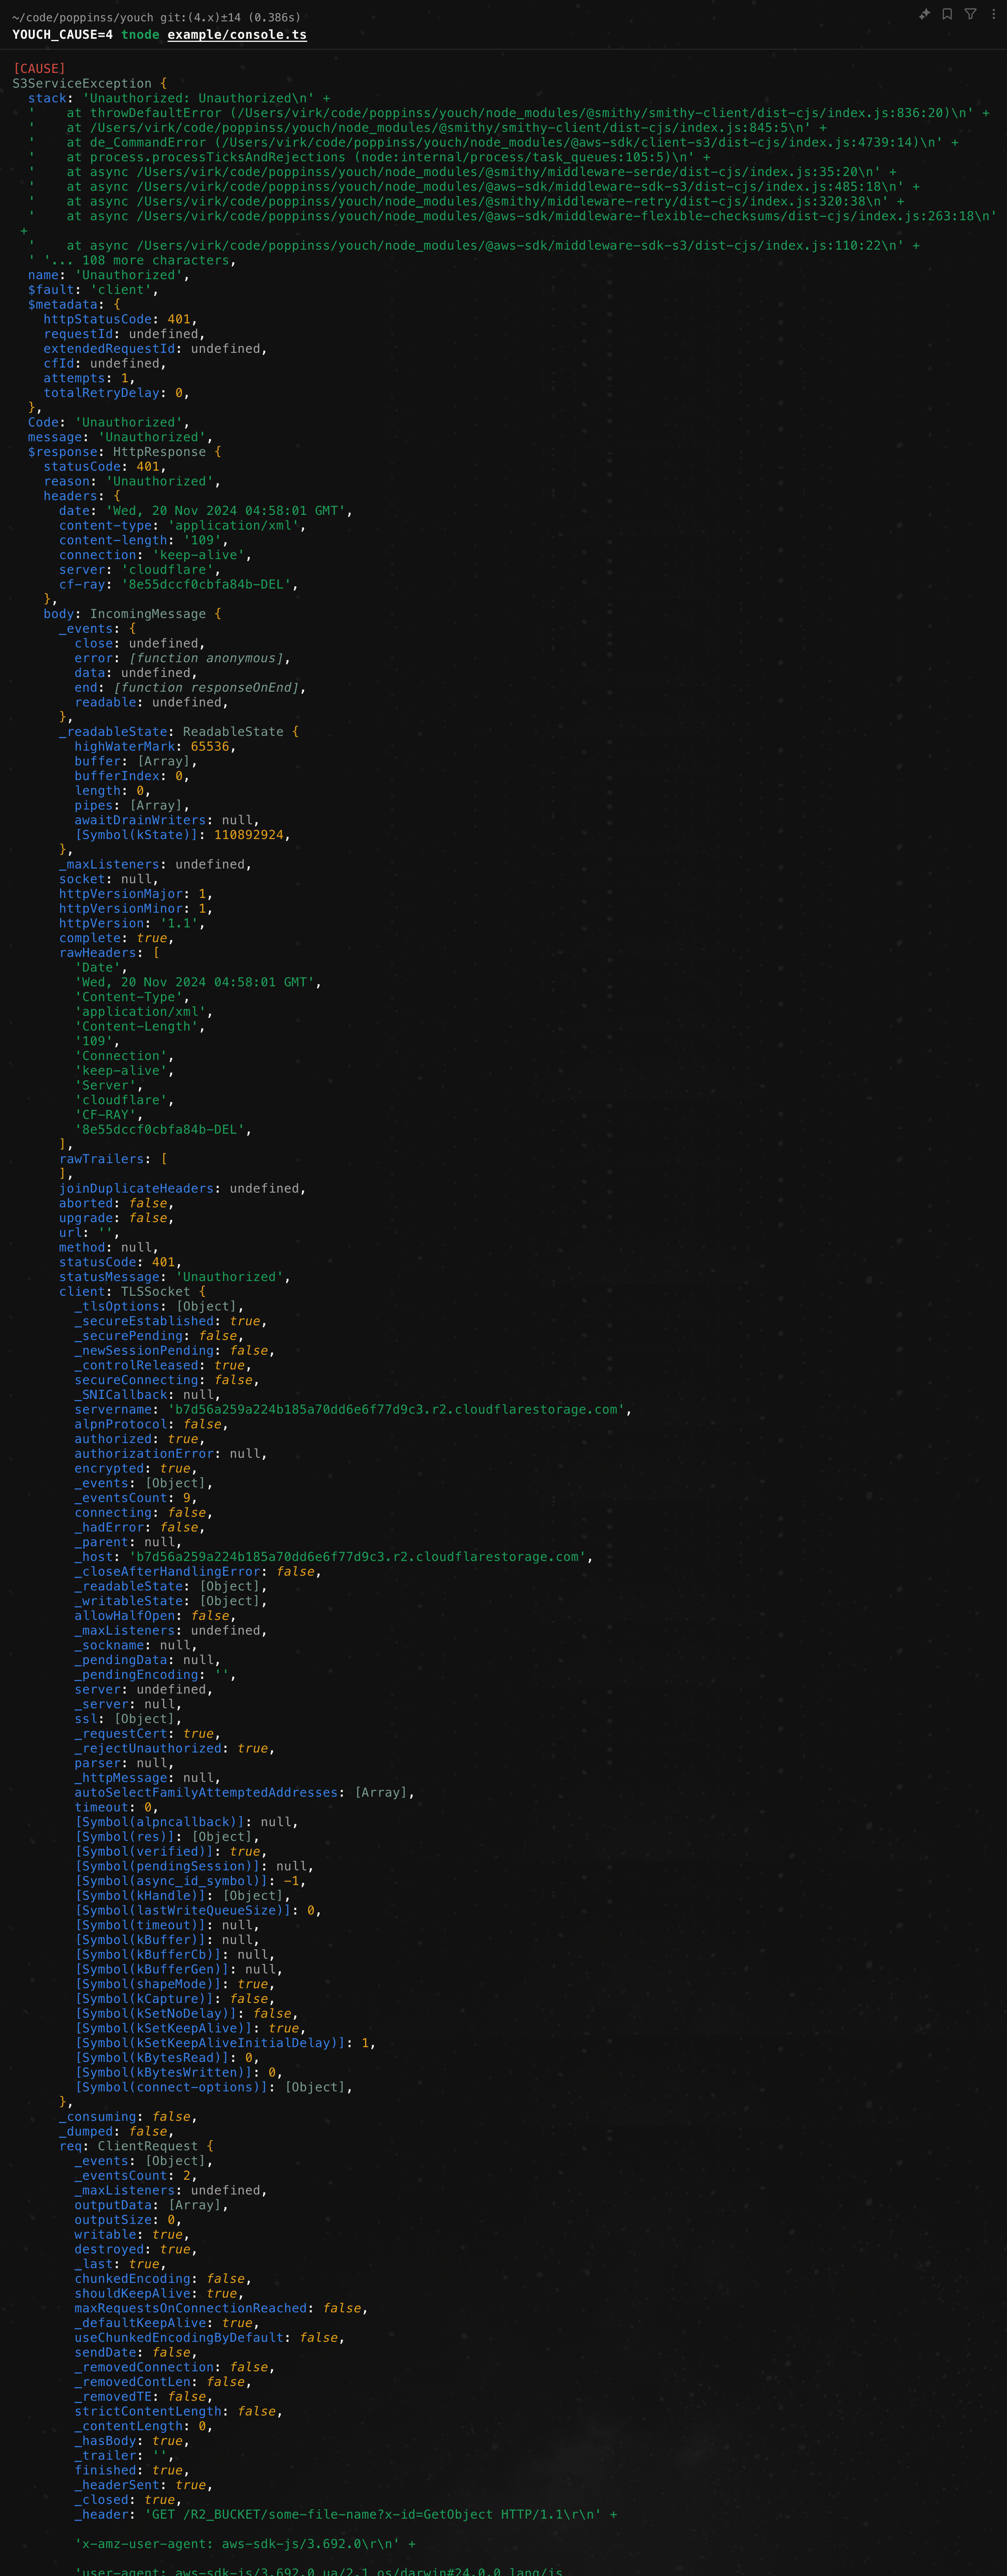 ~/code/poppinss/youch git:(4.x)±14 (0.386s)
YOUCH_CAUSE=4 tnode example/console.ts
[CAUSE]
S3ServiceException {
  stack: 'Unauthorized: Unauthorized\n' +
  '    at throwDefaultError (/Users/virk/code/poppinss/youch/node_modules/@smithy/smithy-client/dist-cjs/index.js:836:20)\n' +
  '    at /Users/virk/code/poppinss/youch/node_modules/@smithy/smithy-client/dist-cjs/index.js:845:5\n' +
  '    at de_CommandError (/Users/virk/code/poppinss/youch/node_modules/@aws-sdk/client-s3/dist-cjs/index.js:4739:14)\n' +
  '    at process.processTicksAndRejections (node:internal/process/task_queues:105:5)\n' +
  '    at async /Users/virk/code/poppinss/youch/node_modules/@smithy/middleware-serde/dist-cjs/index.js:35:20\n' +
  '    at async /Users/virk/code/poppinss/youch/node_modules/@aws-sdk/middleware-sdk-s3/dist-cjs/index.js:485:18\n' +
  '    at async /Users/virk/code/poppinss/youch/node_modules/@smithy/middleware-retry/dist-cjs/index.js:320:38\n' +
  '    at async /Users/virk/code/poppinss/youch/node_modules/@aws-sdk/middleware-flexible-checksums/dist-cjs/index.js:263:18\n'
 +
  '    at async /Users/virk/code/poppinss/youch/node_modules/@aws-sdk/middleware-sdk-s3/dist-cjs/index.js:110:22\n' +
  ' '... 108 more characters,
  name: 'Unauthorized',
  $fault: 'client',
  $metadata: {
    httpStatusCode: 401,
    requestId: undefined,
    extendedRequestId: undefined,
    cfId: undefined,
    attempts: 1,
    totalRetryDelay: 0,
  },
  Code: 'Unauthorized',
  message: 'Unauthorized',
  $response: HttpResponse {
    statusCode: 401,
    reason: 'Unauthorized',
    headers: {
      date: 'Wed, 20 Nov 2024 04:58:01 GMT',
      content-type: 'application/xml',
      content-length: '109',
      connection: 'keep-alive',
      server: 'cloudflare',
      cf-ray: '8e55dccf0cbfa84b-DEL',
    },
    body: IncomingMessage {
      _events: {
        close: undefined,
        error: [function anonymous],
        data: undefined,
        end: [function responseOnEnd],
        readable: undefined,
      },
      _readableState: ReadableState {
        highWaterMark: 65536,
        buffer: [Array],
        bufferIndex: 0,
        length: 0,
        pipes: [Array],
        awaitDrainWriters: null,
        [Symbol(kState)]: 110892924,
      },
      _maxListeners: undefined,
      socket: null,
      httpVersionMajor: 1,
      httpVersionMinor: 1,
      httpVersion: '1.1',
      complete: true,
      rawHeaders: [
        'Date',
        'Wed, 20 Nov 2024 04:58:01 GMT',
        'Content-Type',
        'application/xml',
        'Content-Length',
        '109',
        'Connection',
        'keep-alive',
        'Server',
        'cloudflare',
        'CF-RAY',
        '8e55dccf0cbfa84b-DEL',
      ],
      rawTrailers: [
      ],
      joinDuplicateHeaders: undefined,
      aborted: false,
      upgrade: false,
      url: '',
      method: null,
      statusCode: 401,
      statusMessage: 'Unauthorized',
      client: TLSSocket {
        _tlsOptions: [Object],
        _secureEstablished: true,
        _securePending: false,
        _newSessionPending: false,
        _controlReleased: true,
        secureConnecting: false,
        _SNICallback: null,
        servername: 'b7d56a259a224b185a70dd6e6f77d9c3.r2.cloudflarestorage.com',
        alpnProtocol: false,
        authorized: true,
        authorizationError: null,
        encrypted: true,
        _events: [Object],
        _eventsCount: 9,
        connecting: false,
        _hadError: false,
        _parent: null,
        _host: 'b7d56a259a224b185a70dd6e6f77d9c3.r2.cloudflarestorage.com',
        _closeAfterHandlingError: false,
        _readableState: [Object],
        _writableState: [Object],
        allowHalfOpen: false,
        _maxListeners: undefined,
        _sockname: null,
        _pendingData: null,
        _pendingEncoding: '',
        server: undefined,
        _server: null,
        ssl: [Object],
        _requestCert: true,
        _rejectUnauthorized: true,
        parser: null,
        _httpMessage: null,
        autoSelectFamilyAttemptedAddresses: [Array],
        timeout: 0,
        [Symbol(alpncallback)]: null,
        [Symbol(res)]: [Object],
        [Symbol(verified)]: true,
        [Symbol(pendingSession)]: null,
        [Symbol(async_id_symbol)]: -1,
        [Symbol(kHandle)]: [Object],
        [Symbol(lastWriteQueueSize)]: 0,
        [Symbol(timeout)]: null,
        [Symbol(kBuffer)]: null,
        [Symbol(kBufferCb)]: null,
        [Symbol(kBufferGen)]: null,
        [Symbol(shapeMode)]: true,
        [Symbol(kCapture)]: false,
        [Symbol(kSetNoDelay)]: false,
        [Symbol(kSetKeepAlive)]: true,
        [Symbol(kSetKeepAliveInitialDelay)]: 1,
        [Symbol(kBytesRead)]: 0,
        [Symbol(kBytesWritten)]: 0,
        [Symbol(connect-options)]: [Object],
      },
      _consuming: false,
      _dumped: false,
      req: ClientRequest {
        _events: [Object],
        _eventsCount: 2,
        _maxListeners: undefined,
        outputData: [Array],
        outputSize: 0,
        writable: true,
        destroyed: true,
        _last: true,
        chunkedEncoding: false,
        shouldKeepAlive: true,
        maxRequestsOnConnectionReached: false,
        _defaultKeepAlive: true,
        useChunkedEncodingByDefault: false,
        sendDate: false,
        _removedConnection: false,
        _removedContLen: false,
        _removedTE: false,
        strictContentLength: false,
        _contentLength: 0,
        _hasBody: true,
        _trailer: '',
        finished: true,
        _headerSent: true,
        _closed: true,
        _header: 'GET /R2_BUCKET/some-file-name?x-id=GetObject HTTP/1.1\r\n' +
        'x-amz-user-agent: aws-sdk-js/3.692.0\r\n' +
        'user-agent: aws-sdk-js/3.692.0 ua/2.1 os/darwin#24.0.0 lang/js